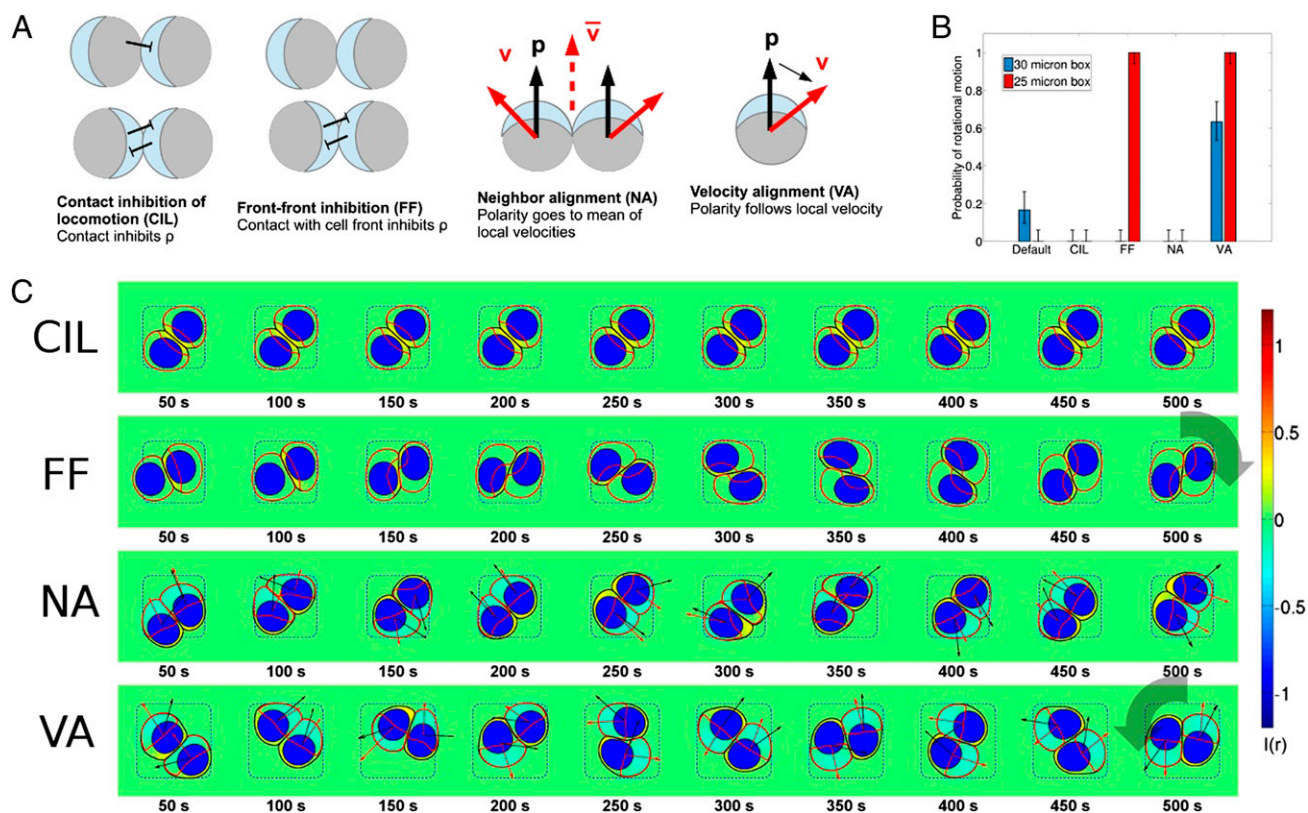 A
v
p
v̅
p
v
Contact inhibition of
locomotion (CIL)
Contact inhibits ρ
Front-front inhibition (FF)
Contact with cell front inhibits ρ
Neighbor alignment (NA)
Polarity goes to mean of
local velocities
Velocity alignment (VA)
Polarity follows local velocity
B
Probability of rotational motion
1
0.8
0.6
0.4
0.2
0
30 micron box
25 micron box
Default CIL FF NA VA
C
CIL
50 s 100 s 150 s 200 s 250 s 300 s 350 s 400 s 450 s 500 s
FF
50 s 100 s 150 s 200 s 250 s 300 s 350 s 400 s 450 s 500 s
NA
50 s 100 s 150 s 200 s 250 s 300 s 350 s 400 s 450 s 500 s
VA
50 s 100 s 150 s 200 s 250 s 300 s 350 s 400 s 450 s 500 s
1
0.5
0
-0.5
-1
I(r)